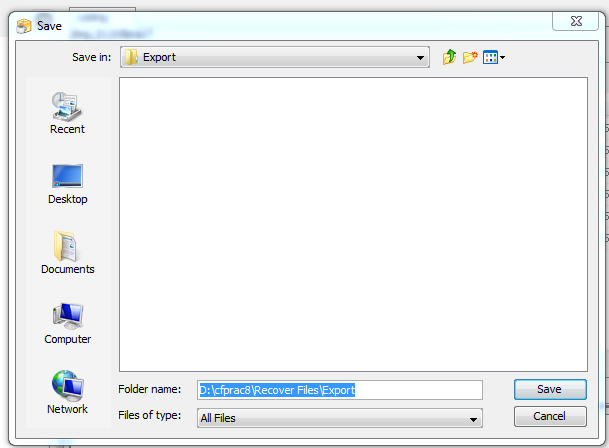 Save
Save in: Export
Recent
Desktop
Documents
Computer
Network
Folder name: D:\cfprac8\Recover Files\Export Save
Files of type: All Files Cancel